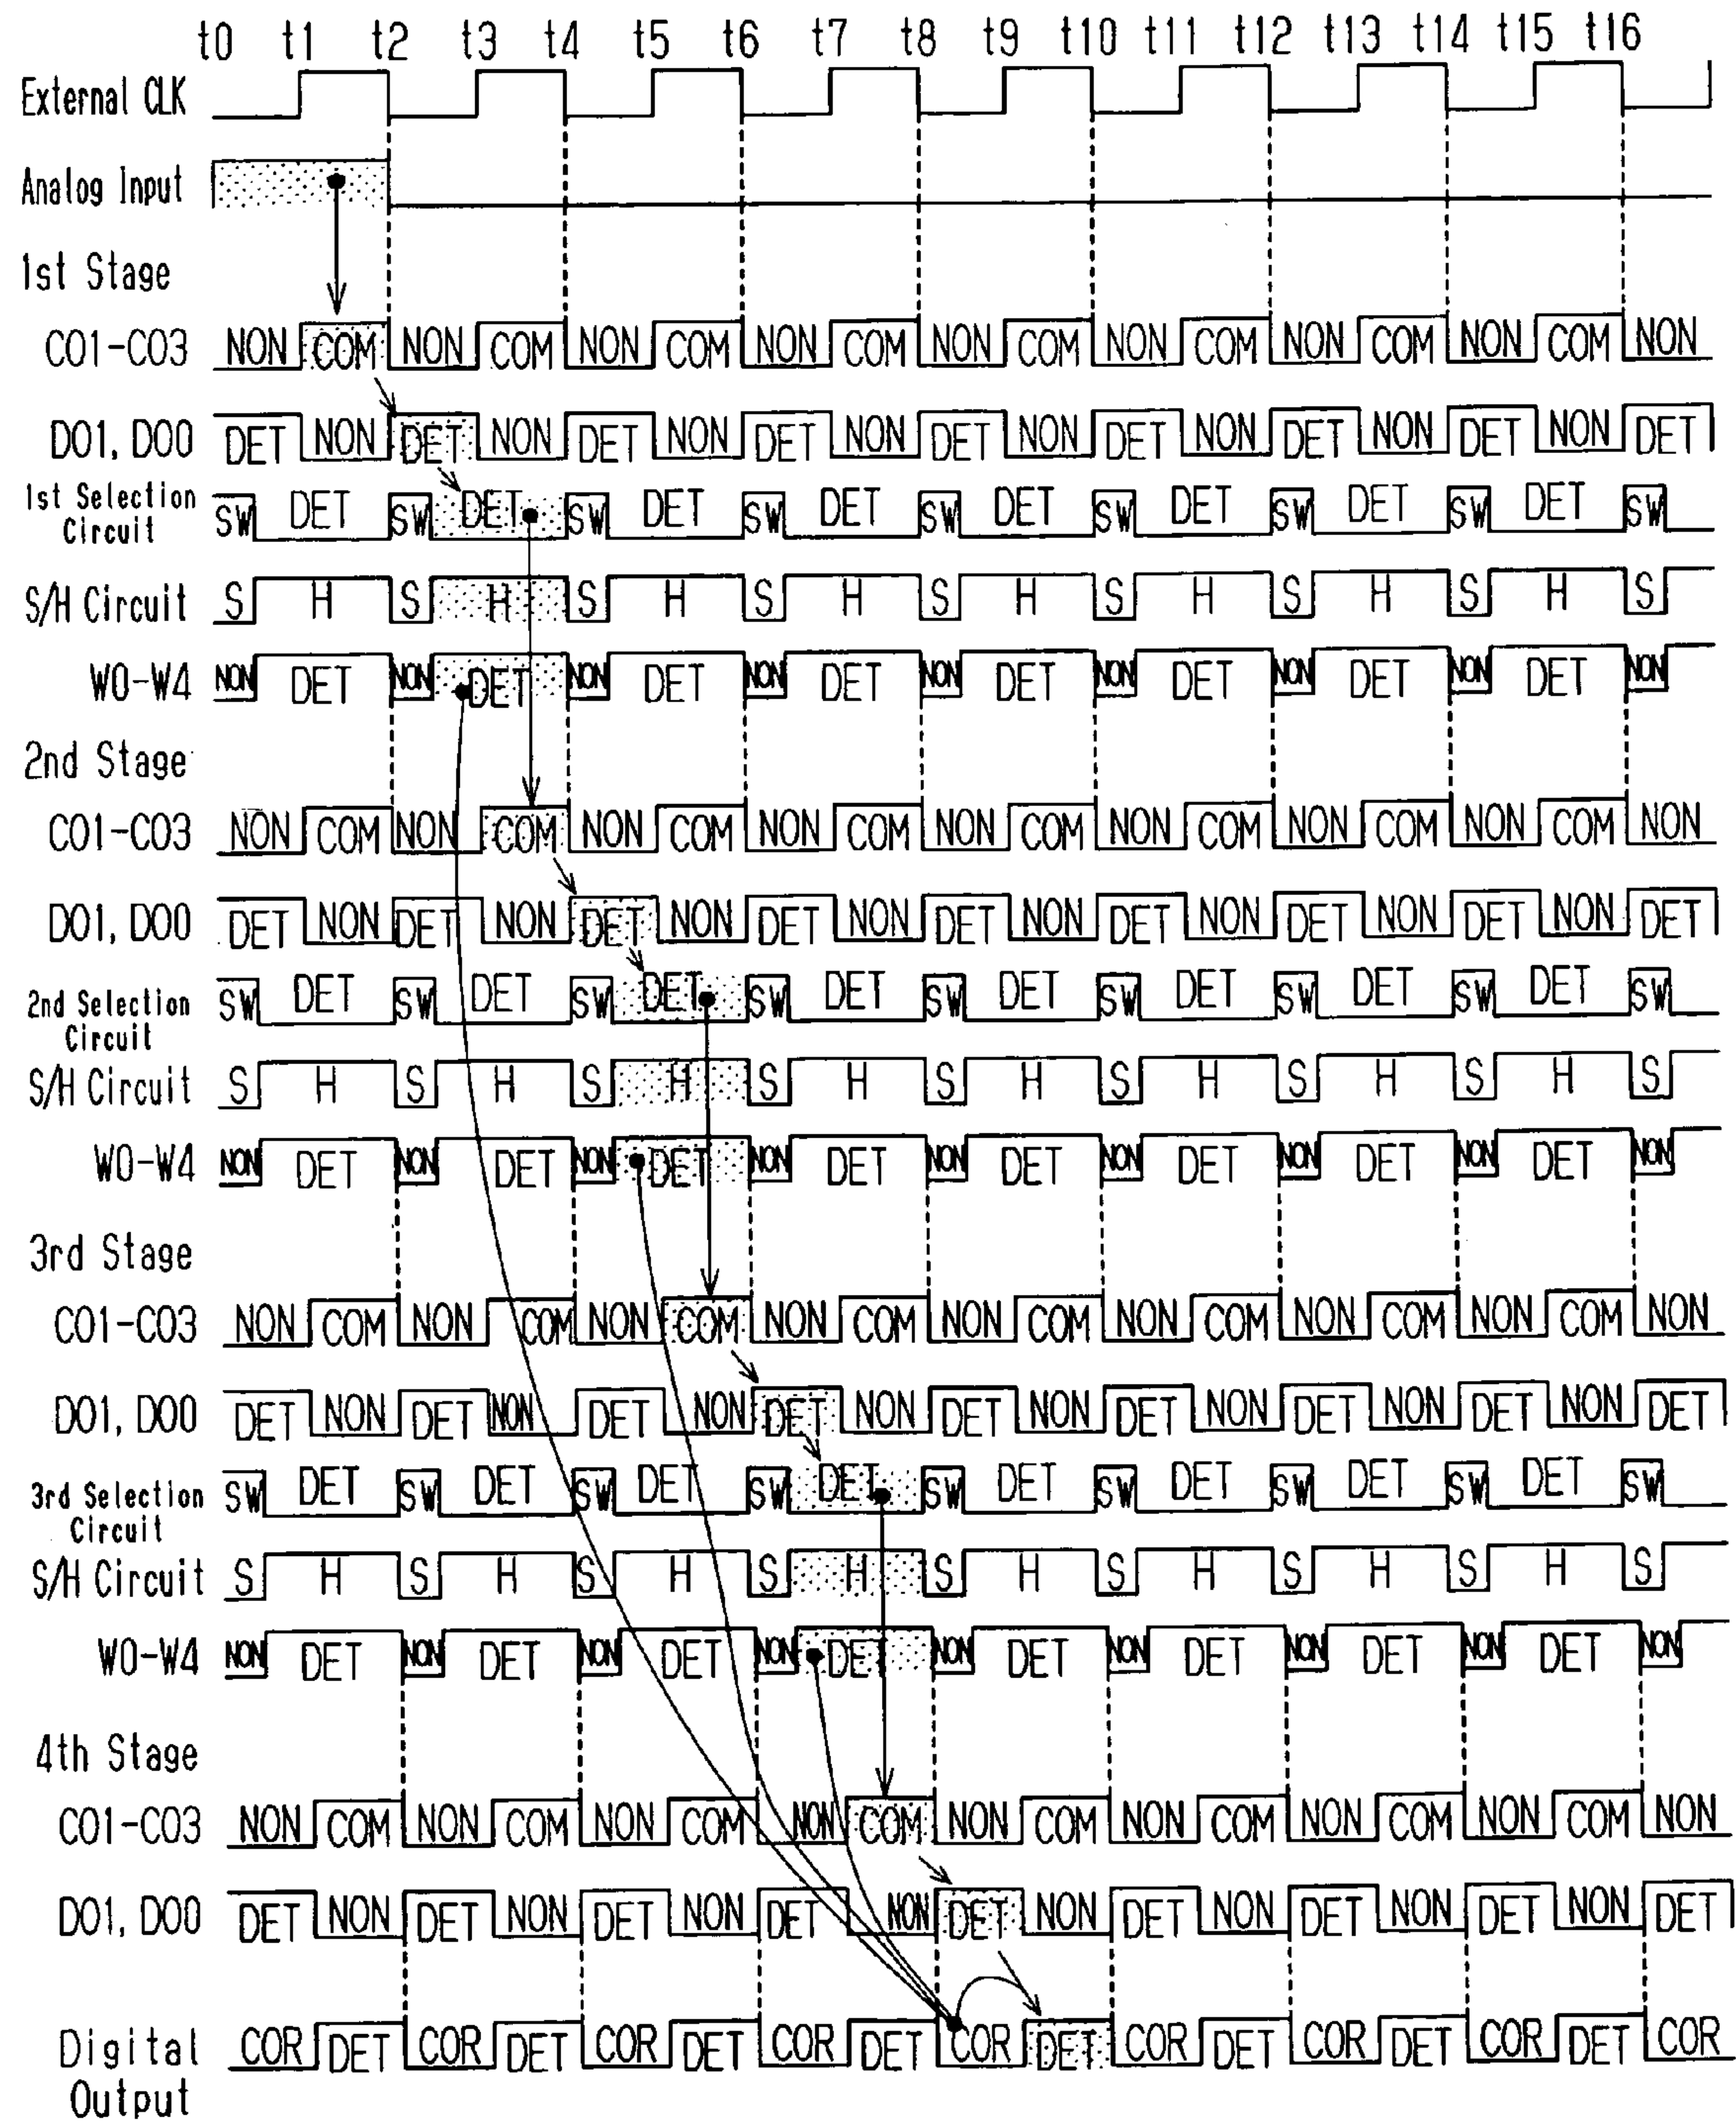 t0 t1 t2 t3 t4 t5 t6 t7 t8 t9 t10 t11 t12 t13 t14 t15 t16
External CLK
Analog Input
1st Stage
C01-C03 NON COM NON COM NON COM NON COM NON COM NON COM NON COM NON COM NON
D01, D00 DET NON DET NON DET NON DET NON DET NON DET NON DET NON DET NON DET
1st Selection
Circuit
SW DET SW DET SW DET SW DET SW DET SW DET SW DET SW DET SW
S/H Circuit S H S H S H S H S H S H S H S H S
W0-W4 NON DET NON DET NON DET NON DET NON DET NON DET NON DET NON DET NON
2nd Stage
C01-C03 NON COM NON COM NON COM NON COM NON COM NON COM NON COM NON COM NON
D01, D00 DET NON DET NON DET NON DET NON DET NON DET NON DET NON DET NON DET
2nd Selection
Circuit
SW DET SW DET SW DET SW DET SW DET SW DET SW DET SW DET SW
S/H Circuit S H S H S H S H S H S H S H S H S
W0-W4 NON DET NON DET NON DET NON DET NON DET NON DET NON DET NON DET NON
3rd Stage
C01-C03 NON COM NON COM NON COM NON COM NON COM NON COM NON COM NON COM NON
D01, D00 DET NON DET NON DET NON DET NON DET NON DET NON DET NON DET NON DET
3rd Selection
Circuit
SW DET SW DET SW DET SW DET SW DET SW DET SW DET SW DET SW
S/H Circuit S H S H S H S H S H S H S H S H S
W0-W4 NON DET NON DET NON DET NON DET NON DET NON DET NON DET NON DET NON
4th Stage
C01-C03 NON COM NON COM NON COM NON COM NON COM NON COM NON COM NON COM NON
D01, D00 DET NON DET NON DET NON DET NON DET NON DET NON DET NON DET NON DET
Digital
Output
COR DET COR DET COR DET COR DET COR DET COR DET COR DET COR DET COR